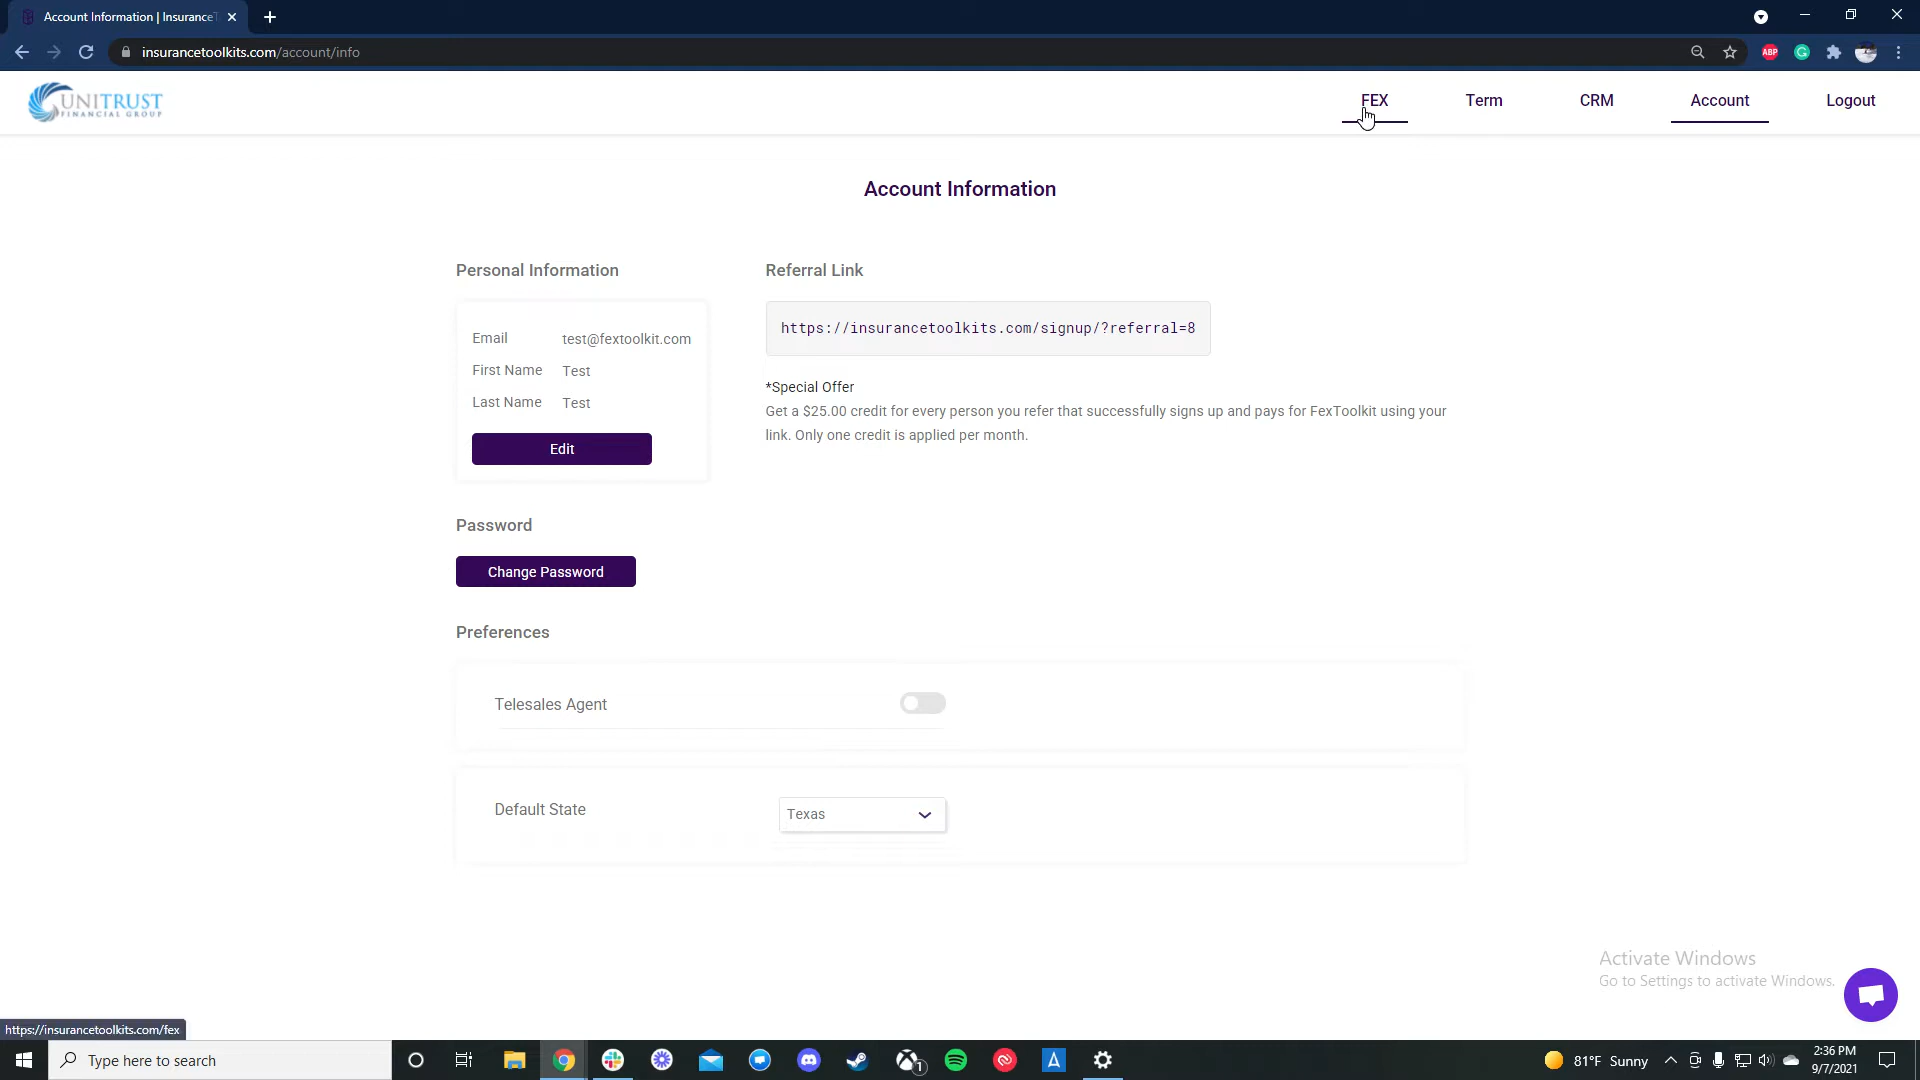 Account Information | InsuranceT
insurancetoolkits.com/account/info
ABP
UNITRUST
FINANCIAL GROUP
FEX
Term
CRM
Account
Logout
Account Information
Personal Information
Email test@fextoolkit.com
First Name Test
Last Name Test
Edit
Referral Link
https://insurancetoolkits.com/signup/?referral=8
*Special Offer
Get a $25.00 credit for every person you refer that successfully signs up and pays for FexToolkit using your
link. Only one credit is applied per month.
Password
Change Password
Preferences
Telesales Agent
Default State
Texas
Activate Windows
Go to Settings to activate Windows.
https://insurancetoolkits.com/fex
Type here to search
1
81°F Sunny
2:36 PM
9/7/2021